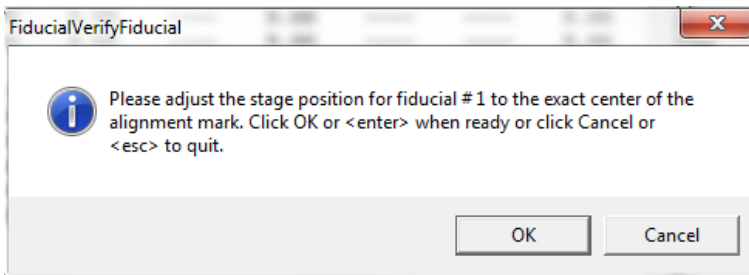 FiducialVerifyFiducial
Please adjust the stage position for fiducial # 1 to the exact center of the
alignment mark. Click OK or <enter> when ready or click Cancel or
<esc> to quit.
OK
Cancel